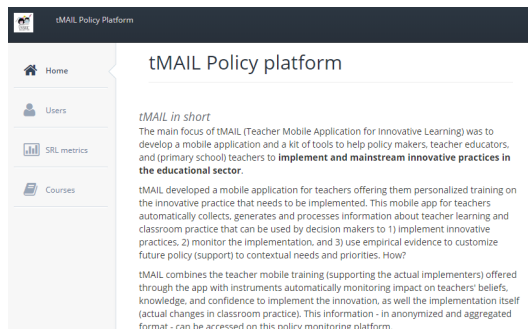 tMAIL Policy Platform
Home
Users
SRL metrics
Courses
tMAIL Policy platform
tMAIL in short
The main focus of tMAIL (Teacher Mobile Application for Innovative Learning) was to
develop a mobile application and a kit of tools to help policy makers, teacher educators,
and (primary school) teachers to implement and mainstream innovative practices in
the educational sector.
tMAIL developed a mobile application for teachers offering them personalized training on
the innovative practice that needs to be implemented. This mobile app for teachers
automatically collects, generates and processes information about teacher learning and
classroom practice that can be used by decision makers to 1) implement innovative
practices, 2) monitor the implementation, and 3) use empirical evidence to customize
future policy (support) to contextual needs and priorities. How?
tMAIL combines the teacher mobile training (supporting the actual implementers) offered
through the app with instruments automatically monitoring impact on teachers' beliefs,
knowledge, and confidence to implement the innovation, as well the implementation itself
(actual changes in classroom practice). This information - in anonymized and aggregated
format - can be accessed on this policy monitoring platform.